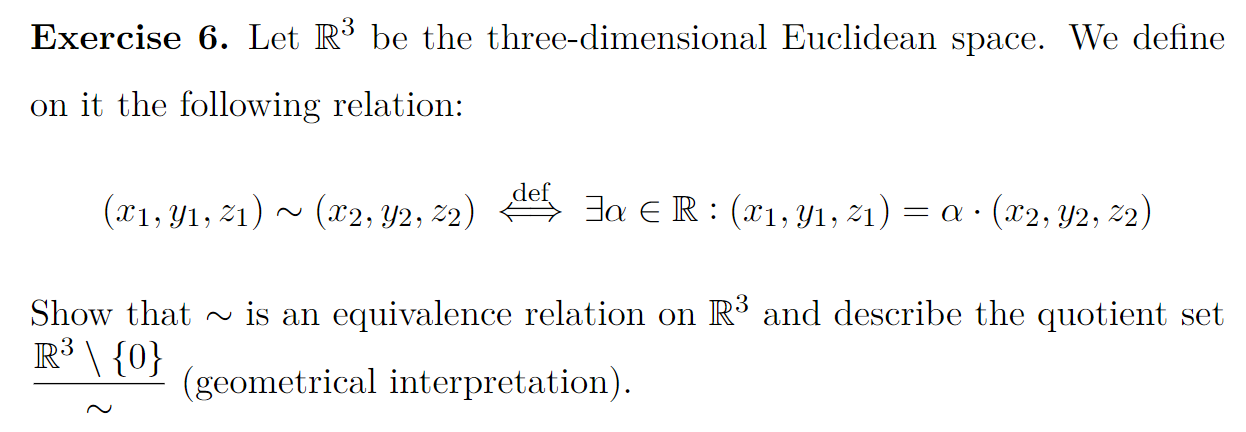 Exercise 6. Let ℝ³ be the three-dimensional Euclidean space. We define
on it the following relation:
(x₁, y₁, z₁) ∼ (x₂, y₂, z₂) ⟺ᵈᵉᶠ ∃α ∈ ℝ : (x₁, y₁, z₁) = α · (x₂, y₂, z₂)
Show that ∼ is an equivalence relation on ℝ³ and describe the quotient set
ℝ³ \ {0}
∼ (geometrical interpretation).